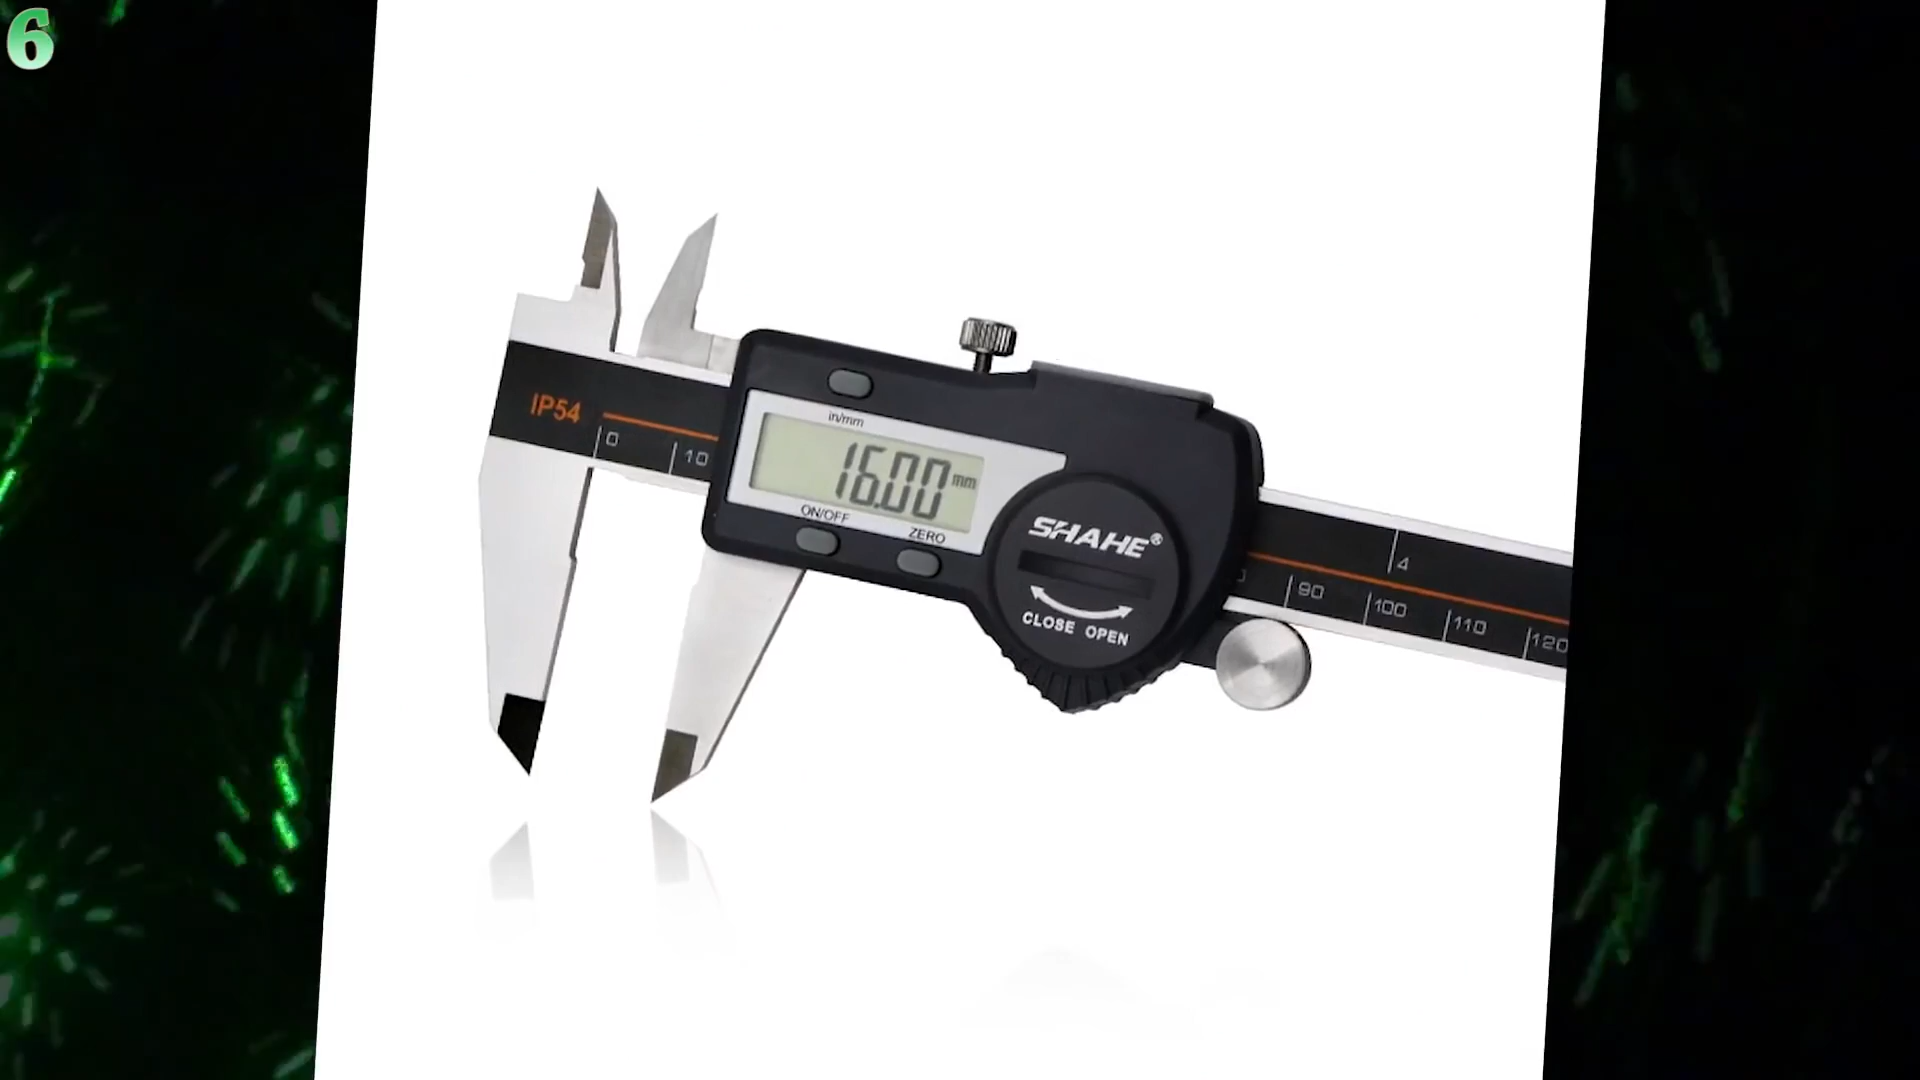 6
IP54
0
10
in/mm
16.00 mm
ON/OFF
ZERO
SHAHE®
CLOSE OPEN
4
90
100
110
120